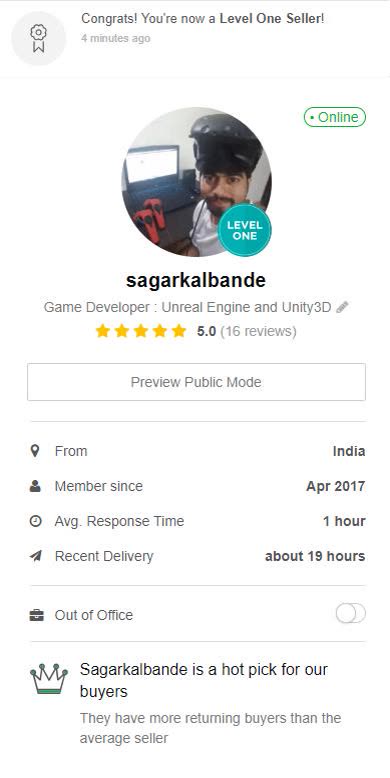 Congrats! You're now a Level One Seller!
4 minutes ago
• Online
LEVEL
ONE
sagarkalbande
Game Developer : Unreal Engine and Unity3D
5.0 (16 reviews)
Preview Public Mode
From India
Member since Apr 2017
Avg. Response Time 1 hour
Recent Delivery about 19 hours
Out of Office
Sagarkalbande is a hot pick for our
buyers
They have more returning buyers than the
average seller